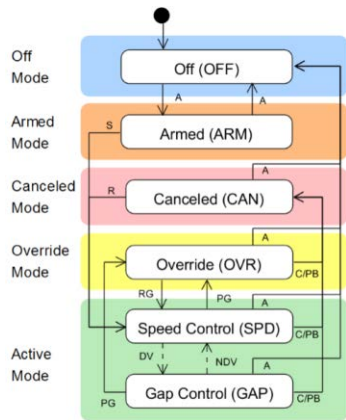 Off
Mode
Off (OFF)
A
A
Armed
Mode
S
Armed (ARM)
A
Canceled
Mode
R
Canceled (CAN)
A
Override
Mode
Override (OVR)
C/PB
RG
PG
A
Speed Control (SPD)
C/PB
DV
NDV
A
Active
Mode
Gap Control (GAP)
C/PB
PG